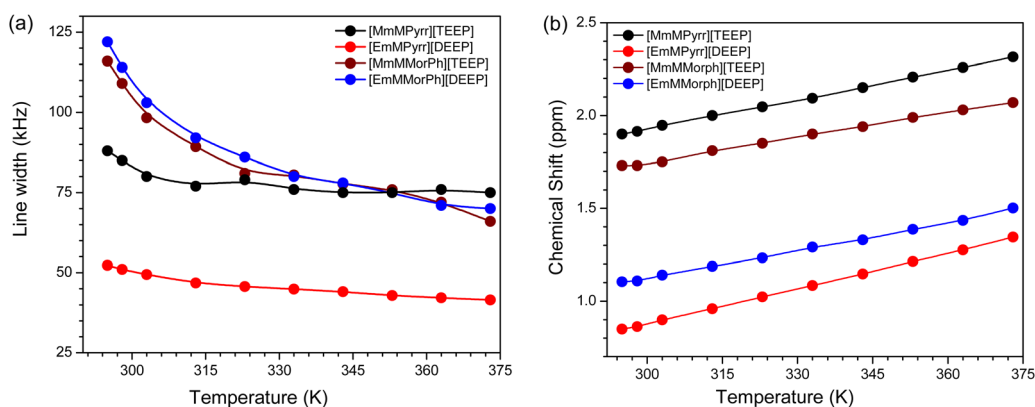 (a)
[MmMPyrr][TEEP]
[EmMPyrr][DEEP]
[MmMMorPh][TEEP]
[EmMMorPh][DEEP]
Line width (kHz)
125
100
75
50
25
300 315 330 345 360 375
Temperature (K)
(b)
[MmMPyrr][TEEP]
[EmMPyrr][DEEP]
[MmMMorph][TEEP]
[EmMMorph][DEEP]
Chemical Shift (ppm)
2.5
2.0
1.5
1.0
300 315 330 345 360 375
Temperature (K)